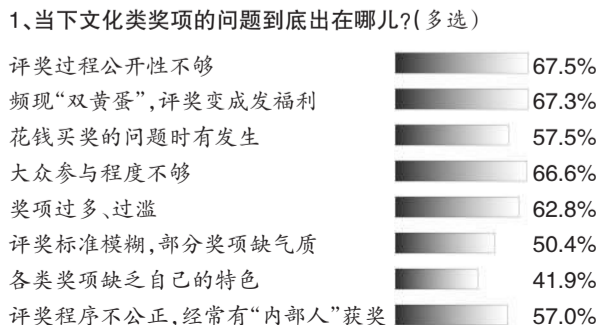 1、当下文化类奖项的问题到底出在哪儿?(多选)
评奖过程公开性不够 67.5%
频现“双黄蛋”,评奖变成发福利 67.3%
花钱买奖的问题时有发生 57.5%
大众参与程度不够 66.6%
奖项过多、过滥 62.8%
评奖标准模糊,部分奖项缺气质 50.4%
各类奖项缺乏自己的特色 41.9%
评奖程序不公正,经常有“内部人”获奖 57.0%